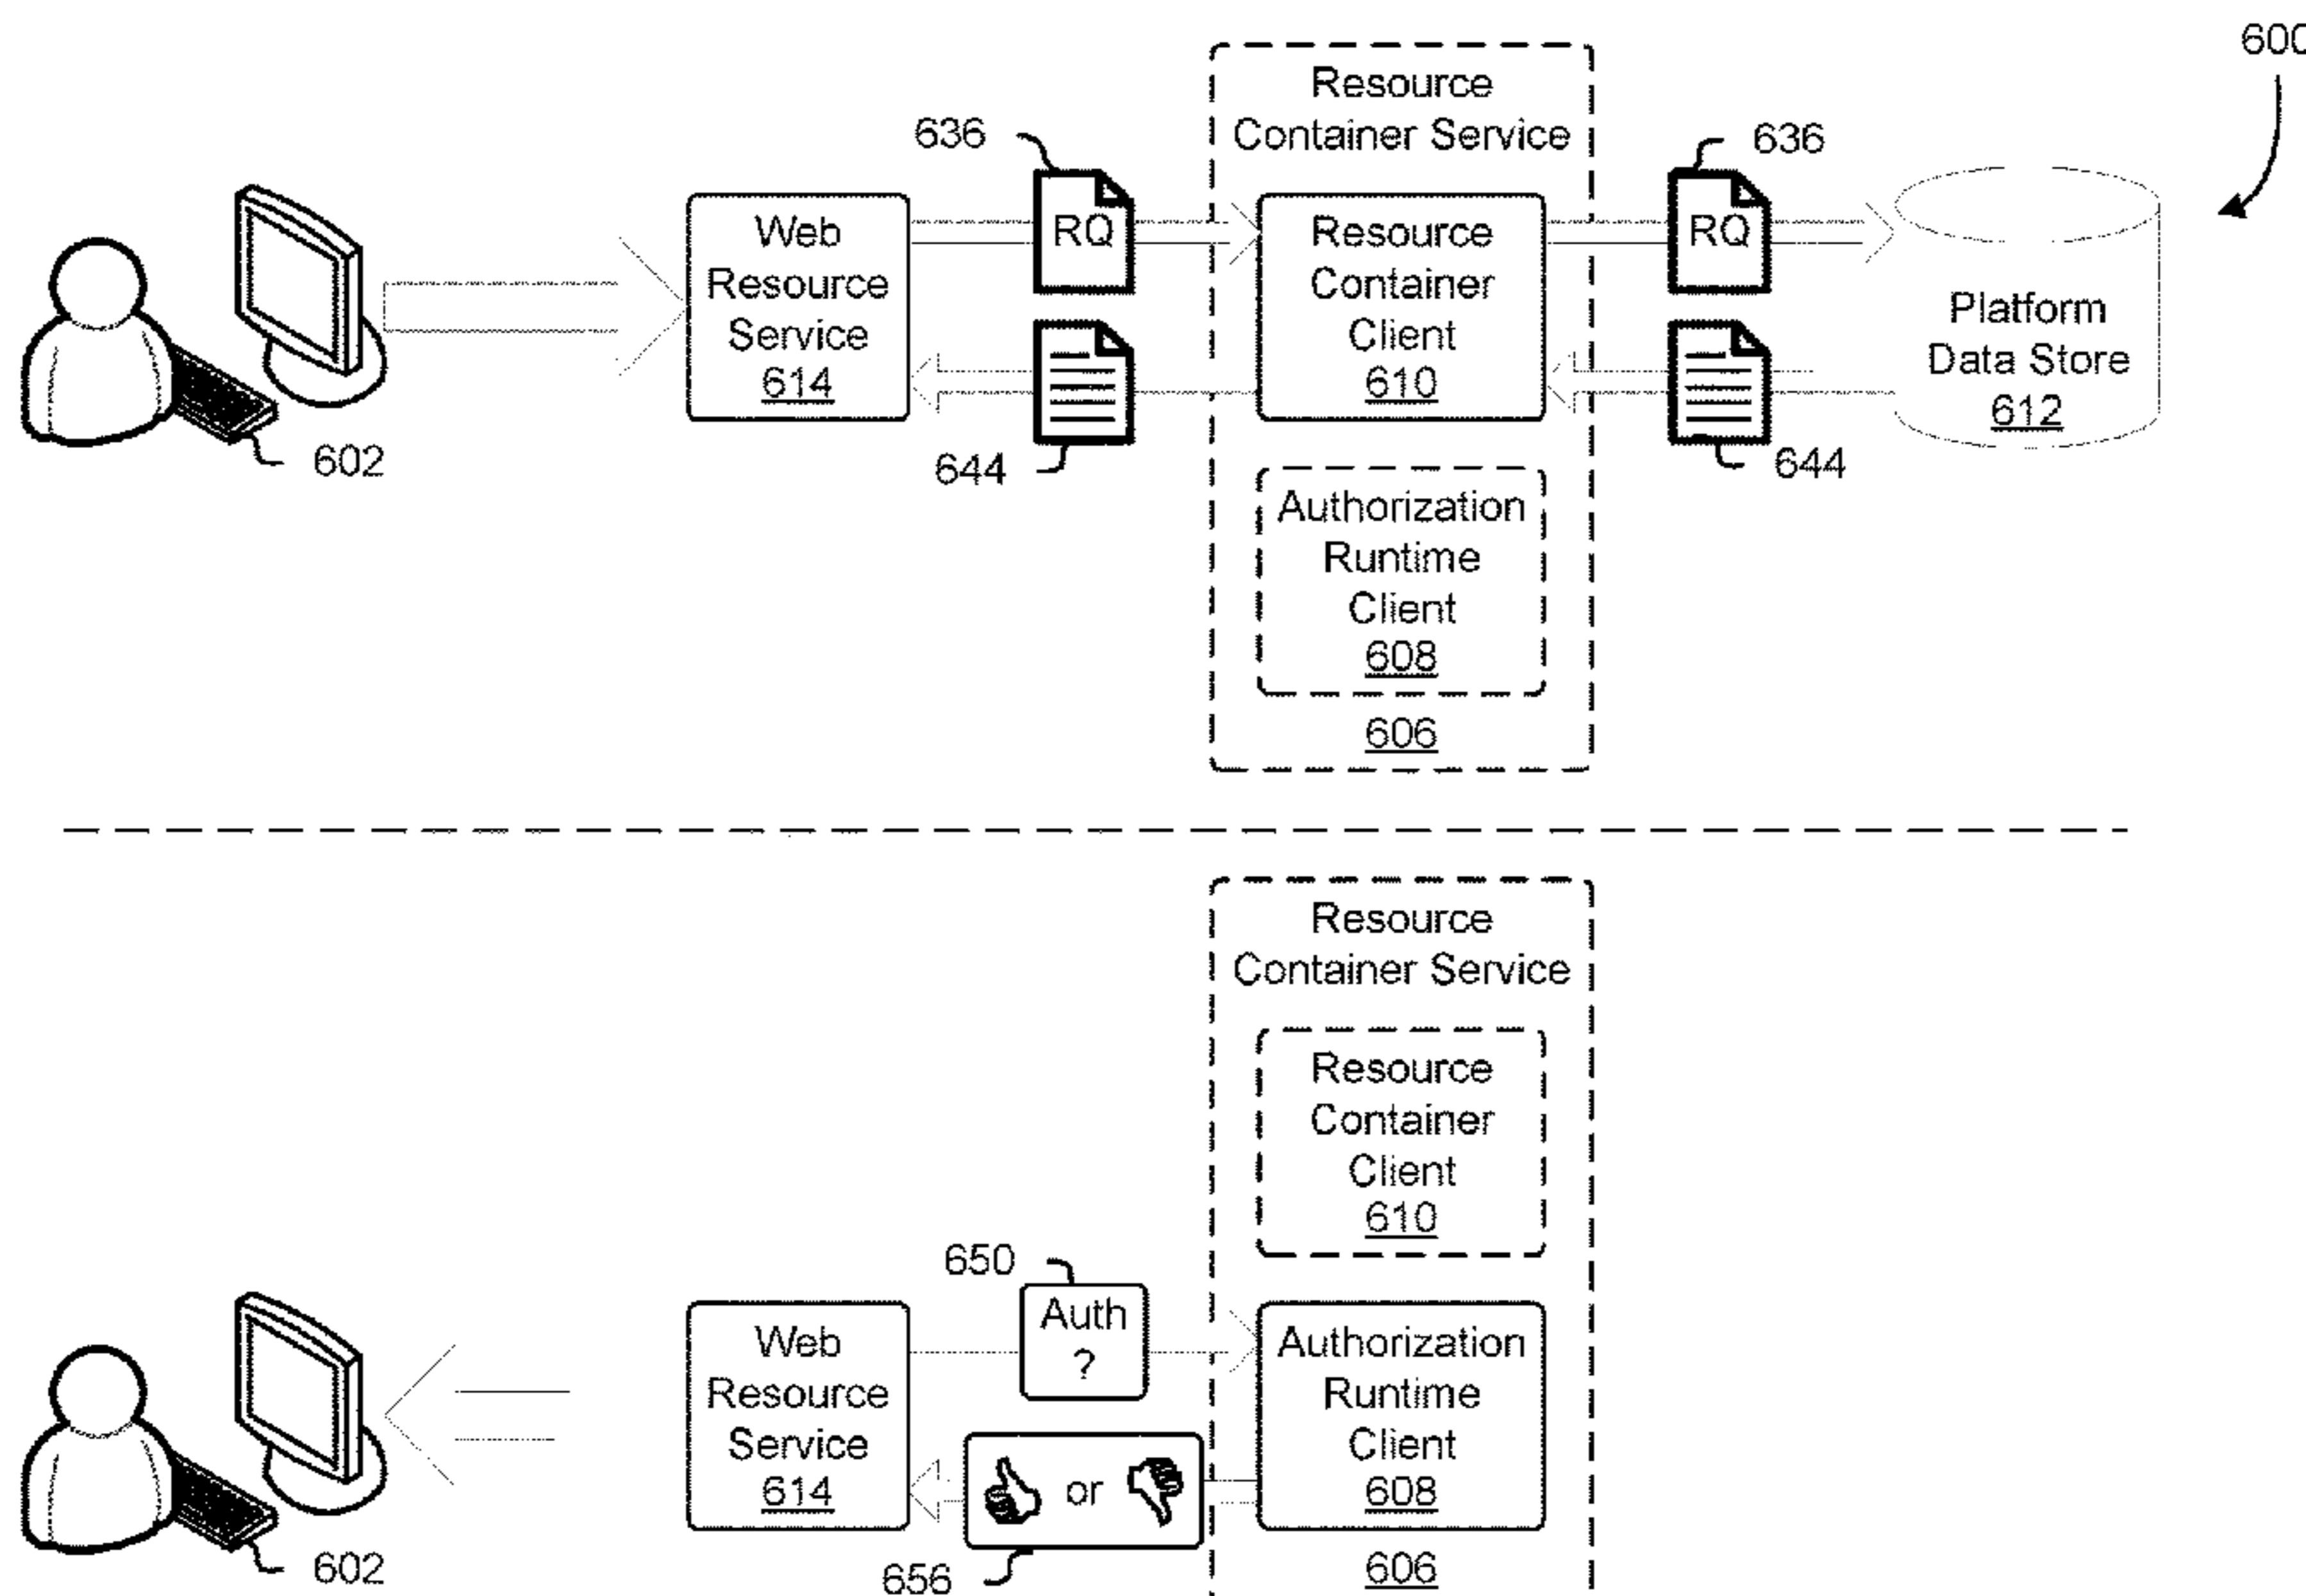 600
Resource
Container Service
636
636
RQ
RQ
Web
Resource
Service
614
Resource
Container
Client
610
Platform
Data Store
612
602
644
644
Authorization
Runtime
Client
608
606
Resource
Container Service
Resource
Container
Client
610
650
Auth
?
Web
Resource
Service
614
Authorization
Runtime
Client
608
or
602
656
606